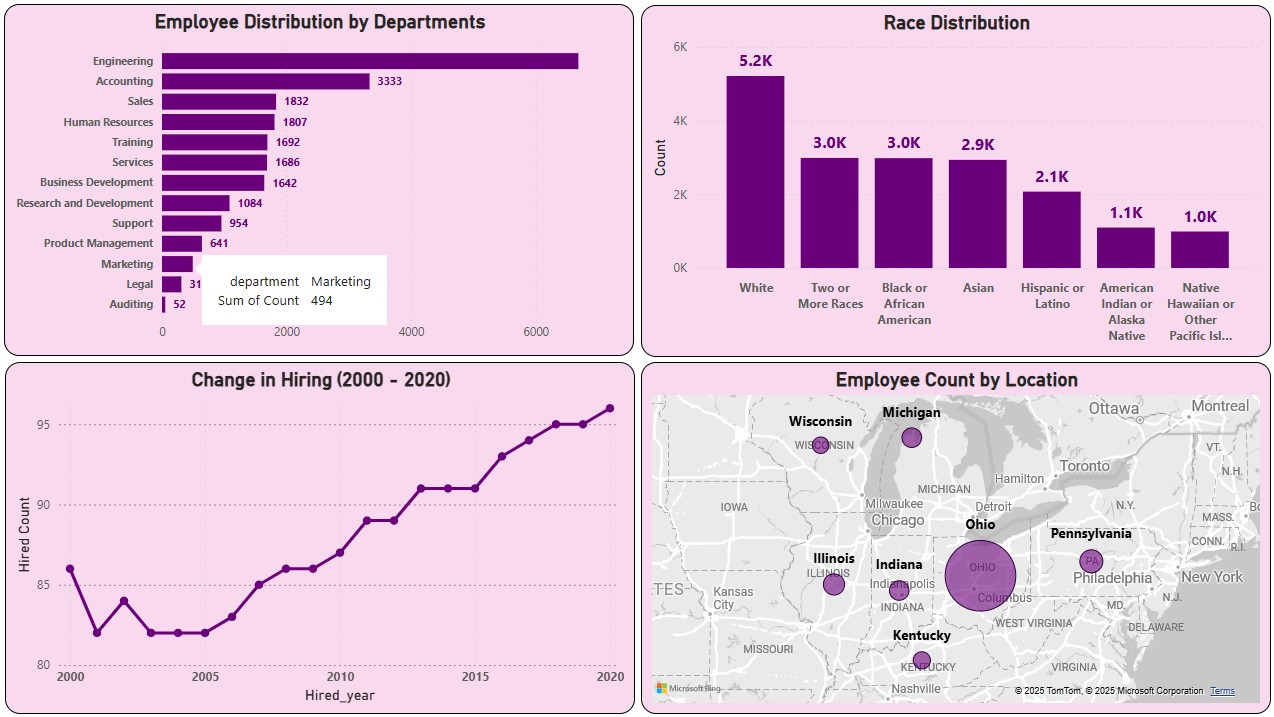 Employee Distribution by Departments
Engineering
Accounting 3333
Sales 1832
Human Resources 1807
Training 1692
Services 1686
Business Development 1642
Research and Development 1084
Support 954
Product Management 641
Marketing
Legal 31
Auditing 52
department Marketing
Sum of Count 494
0 2000 4000 6000
Race Distribution
Count
6K
4K
2K
0K
5.2K
3.0K
3.0K
2.9K
2.1K
1.1K
1.0K
White
Two or
More Races
Black or
African
American
Asian
Hispanic or
Latino
American
Indian or
Alaska
Native
Native
Hawaiian or
Other
Pacific Isl...
Change in Hiring (2000 - 2020)
Hired Count
95
90
85
80
2000 2005 2010 2015 2020
Hired_year
Employee Count by Location
Ottawa
Montreal
Michigan
Wisconsin
WISCONSIN
VT.
N.H.
Toronto
Hamilton
MICHIGAN
IOWA
Milwaukee
Detroit
N.Y.
MASS.
Chicago
Ohio
Pennsylvania
CONN.
R.I.
Illinois
Indiana
ILLINOIS
OHIO
PA
Indianapolis
Philadelphia
New York
TES
Kansas
City
Columbus
N.J.
INDIANA
MD.
WEST VIRGINIA
DELAWARE
Kentucky
MISSOURI
KENTUCKY
VIRGINIA
Nashville
Microsoft Bing
© 2025 TomTom, © 2025 Microsoft Corporation Terms